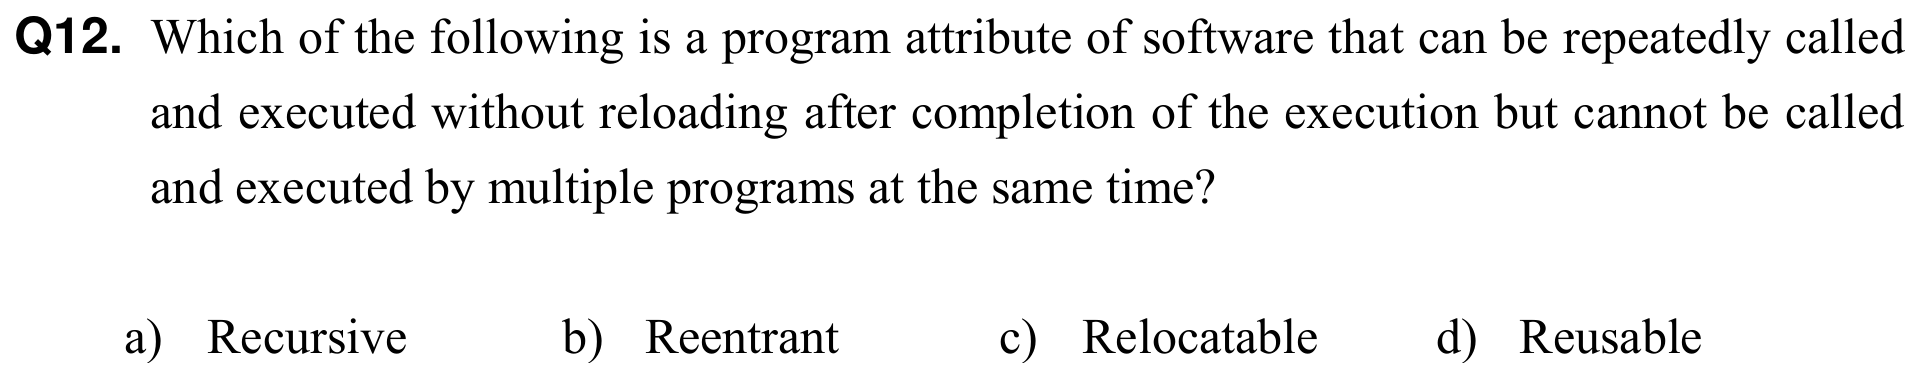 Q12. Which of the following is a program attribute of software that can be repeatedly called
and executed without reloading after completion of the execution but cannot be called
and executed by multiple programs at the same time?
a) Recursive b) Reentrant c) Relocatable d) Reusable